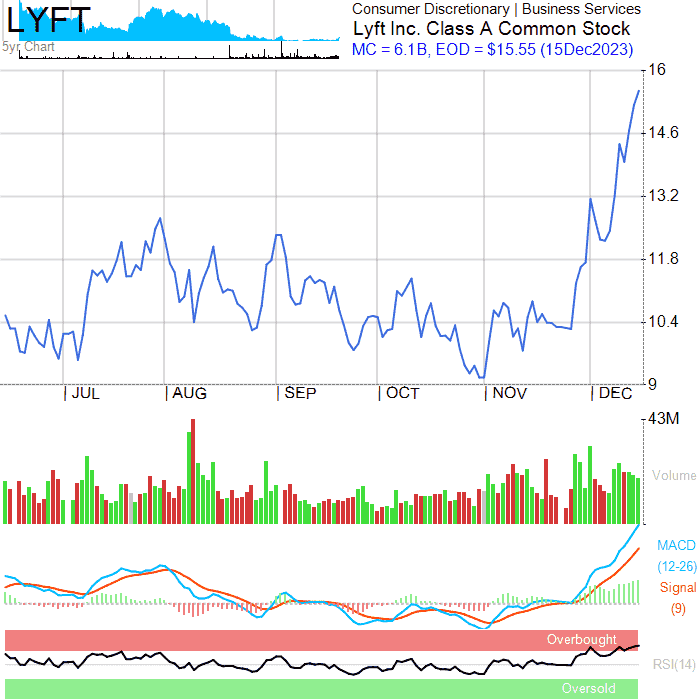 LYFT
5yr Chart
Consumer Discretionary | Business Services
Lyft Inc. Class A Common Stock
MC = 6.1B, EOD = $15.55 (15Dec2023)
16
14.6
13.2
11.8
10.4
9
JUL AUG SEP OCT NOV DEC
43M
Volume
MACD
(12-26)
Signal
(9)
Overbought
RSI(14)
Oversold